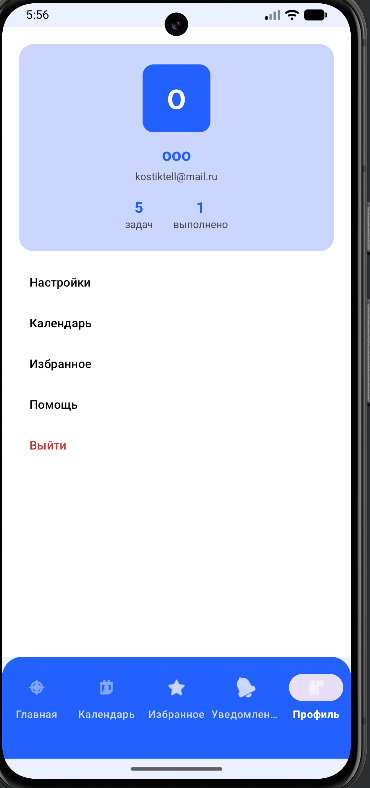 5:56
O
ooo
kostiktell@mail.ru
5 1
задач выполнено
Настройки
Календарь
Избранное
Помощь
Выйти
Главная Календарь Избранное Уведомлен... Профиль